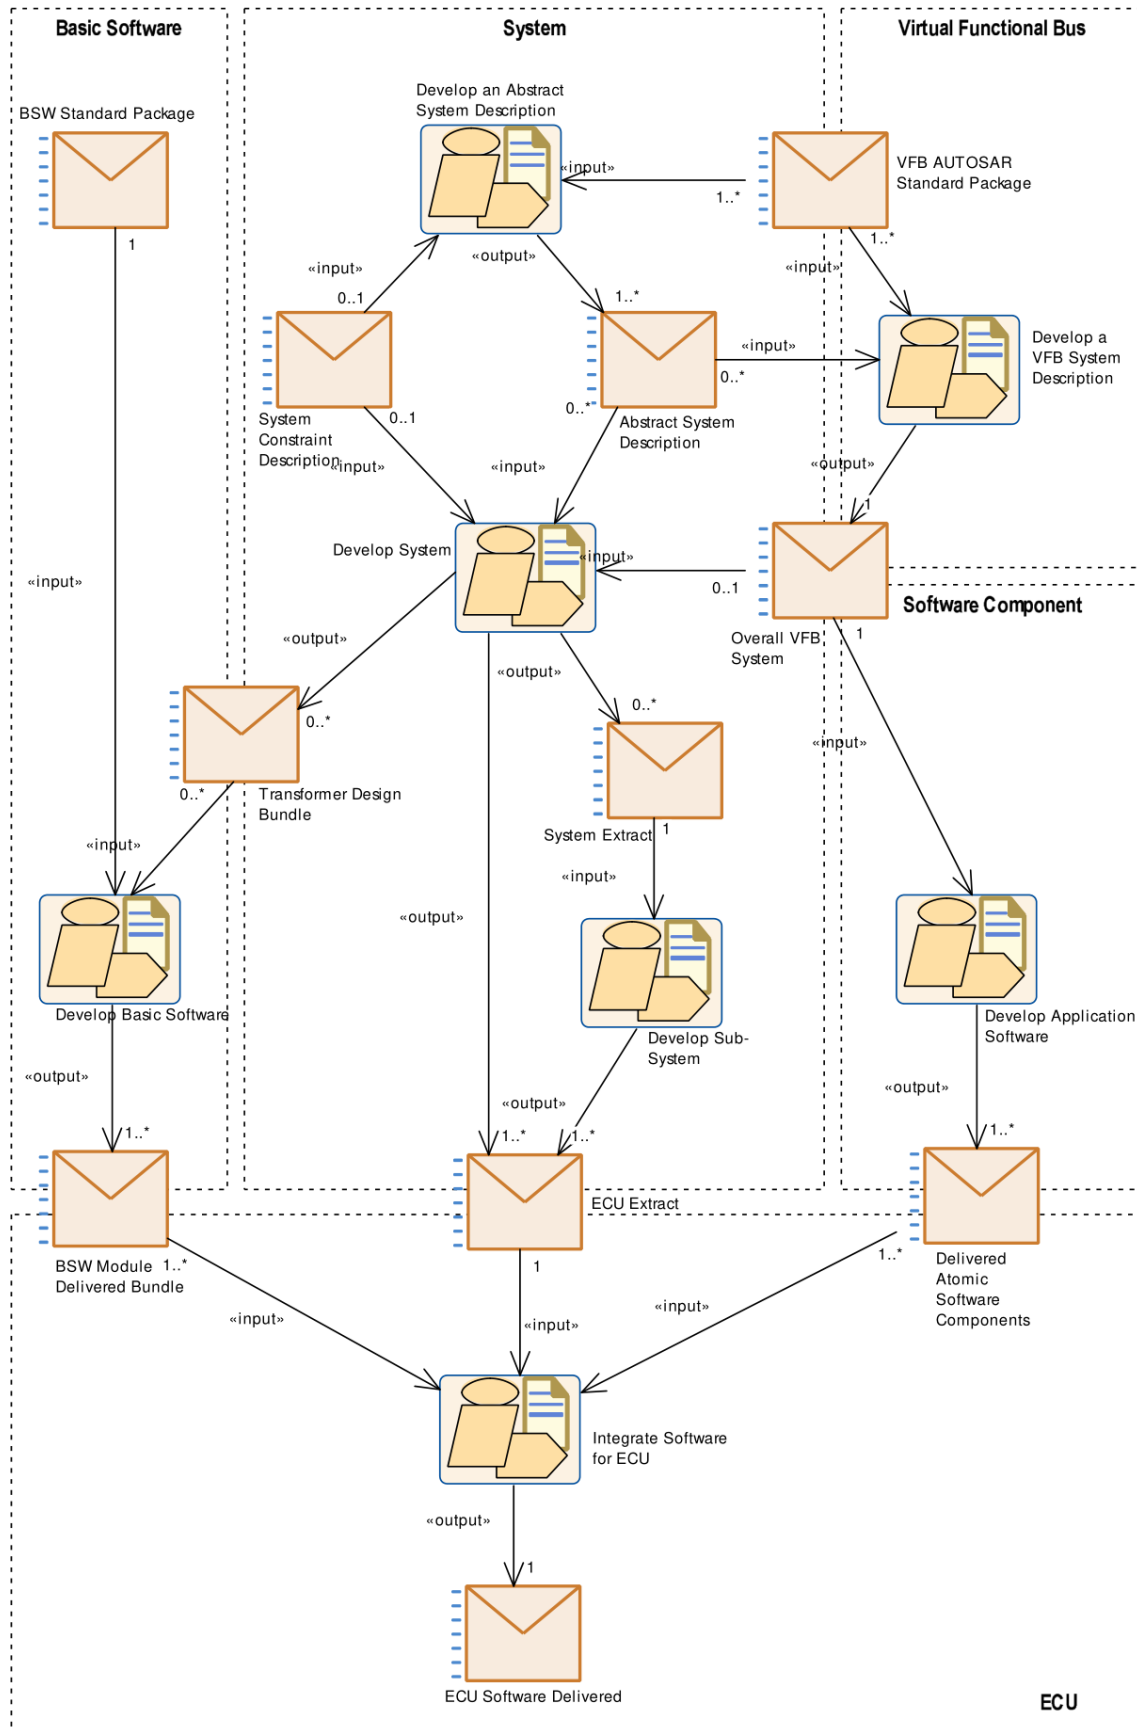 Basic Software
System
Virtual Functional Bus
Develop an Abstract
System Description
BSW Standard Package
VFB AUTOSAR
Standard Package
«input»
1..*
1
1..*
«output»
«input»
«input»
0..1
1..*
Develop a
VFB System
Description
«input»
0..*
0..*
0..1
System
Constraint
Description
Abstract System
Description
«input»
«input»
«output»
1
Develop System
«input»
0..1
«input»
Software Component
Overall VFB
System
1
«output»
«output»
0..*
0..*
«input»
0..*
Transformer Design
Bundle
System Extract
1
«input»
«input»
«output»
Develop Basic Software
Develop Application
Software
Develop Sub-
System
«output»
«output»
«output»
1..*
1..*
1..*
1..*
ECU Extract
BSW Module
Delivered Bundle
1..*
1
1..*
Delivered
Atomic
Software
Components
«input»
«input»
«input»
Integrate Software
for ECU
«output»
1
ECU Software Delivered
ECU